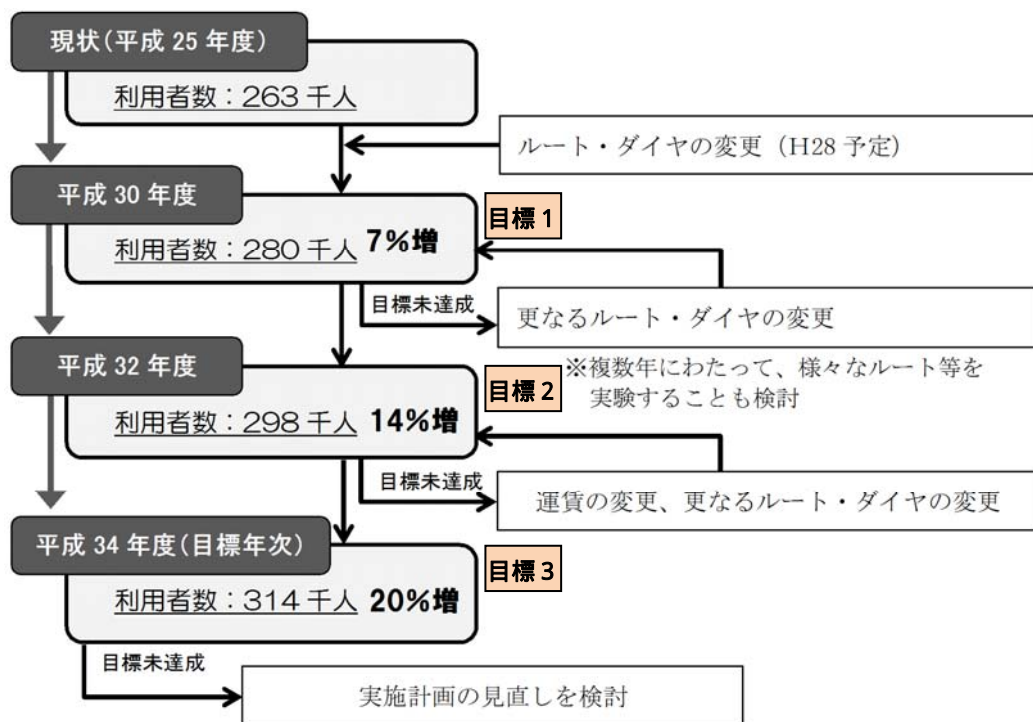 現状(平成 25 年度)
利用者数:263 千人
ルート・ダイヤの変更(H28 予定)
平成 30 年度
利用者数:280 千人 7%増
目標 1
目標未達成
更なるルート・ダイヤの変更
※複数年にわたって、様々なルート等を
実験することも検討
平成 32 年度
利用者数:298 千人 14%増
目標 2
目標未達成
運賃の変更、更なるルート・ダイヤの変更
平成 34 年度(目標年次)
利用者数:314 千人 20%増
目標 3
目標未達成
実施計画の見直しを検討